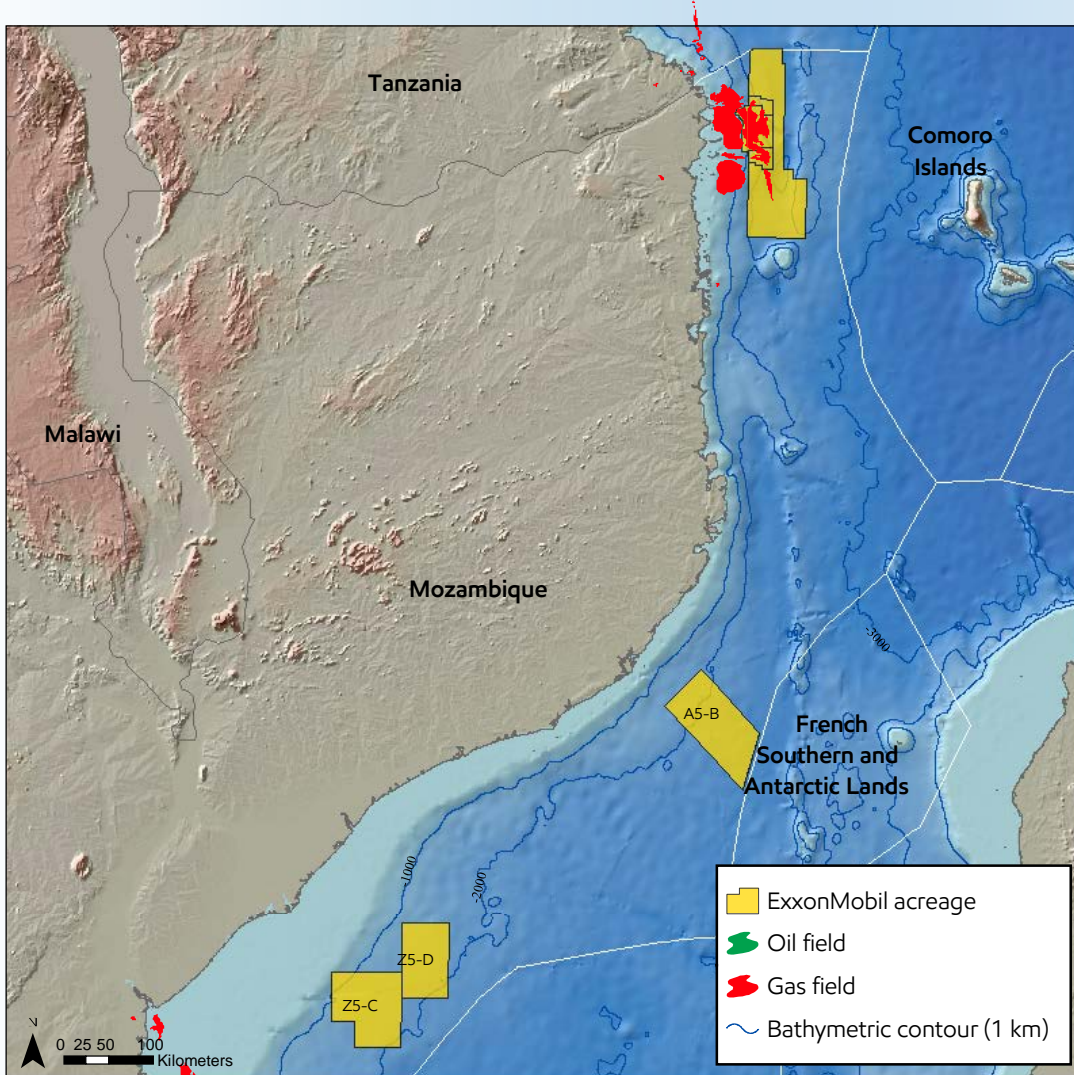 Tanzania
Comoro
Islands
Malawi
Mozambique
-3000
A5-B
French
Southern and
Antarctic Lands
-1000
-2000
Z5-D
Z5-C
ExxonMobil acreage
Oil field
Gas field
Bathymetric contour (1 km)
N
0 25 50 100
Kilometers